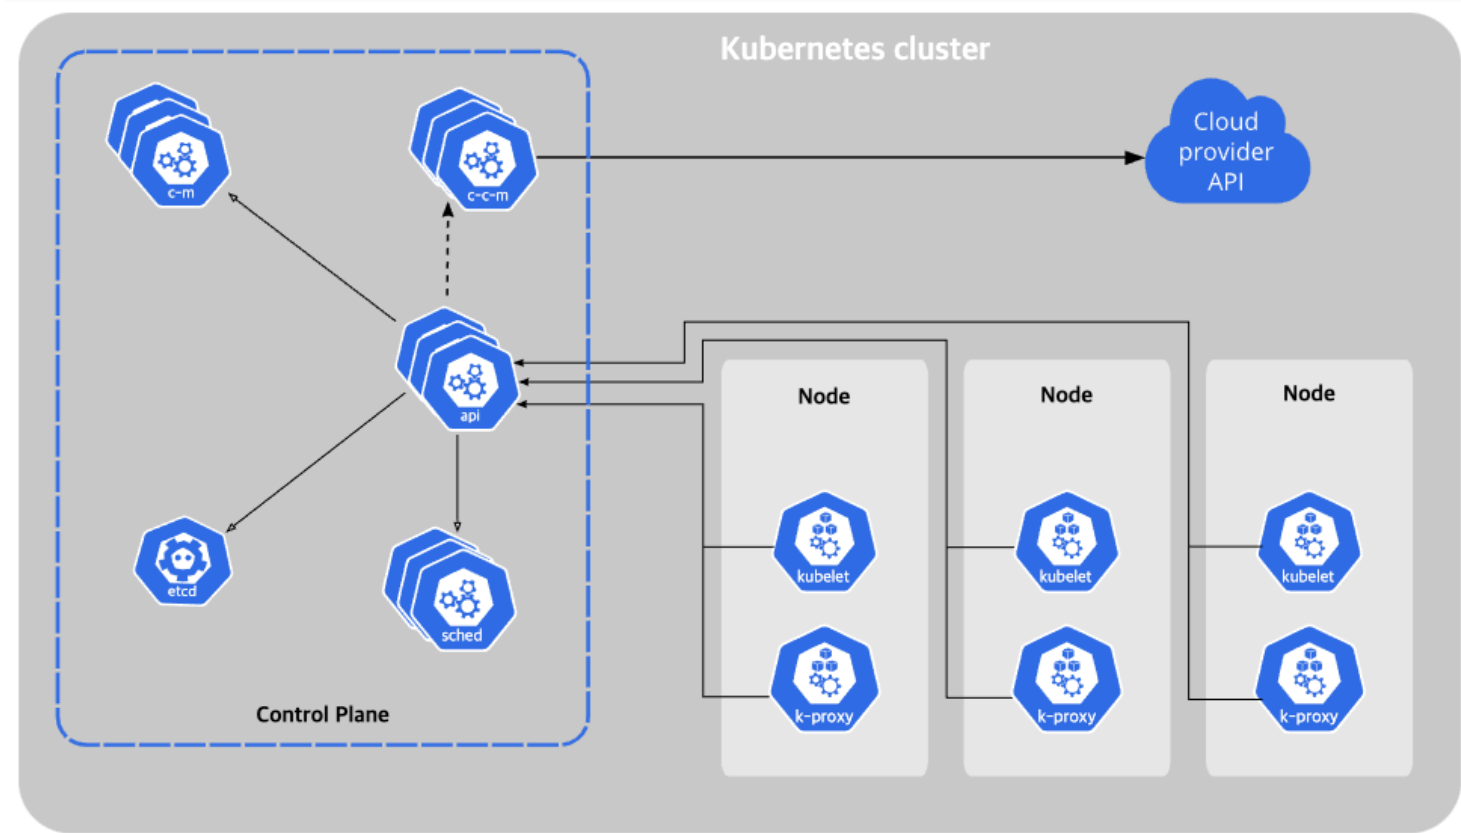 Kubernetes cluster
c-m
c-c-m
Cloud
provider
API
api
Node
Node
Node
etcd
sched
kubelet
kubelet
kubelet
k-proxy
k-proxy
k-proxy
Control Plane